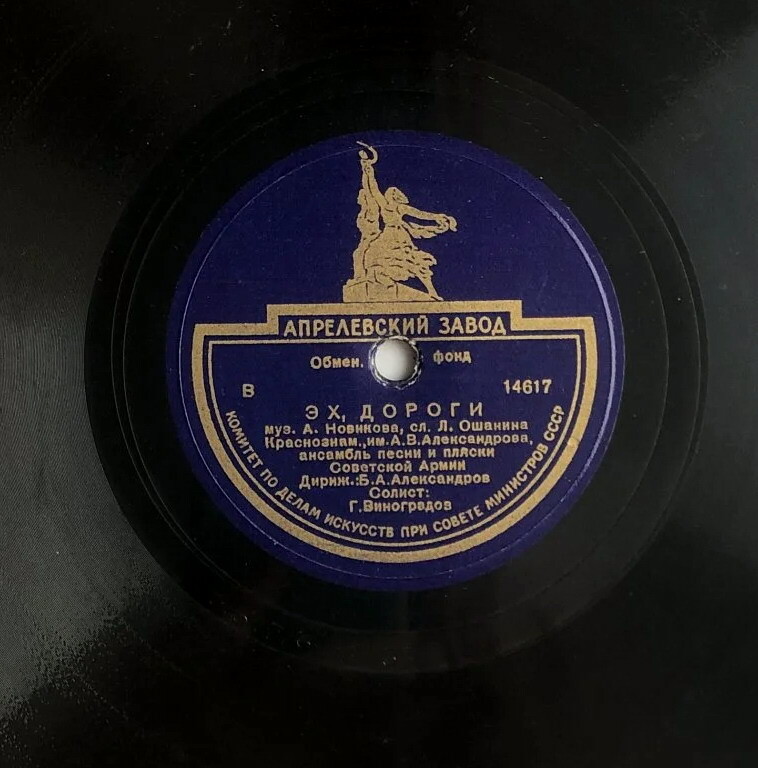 АПРЕЛЕВСКИЙ ЗАВОД
Обмен. фонд
В 14617
ЭХ, ДОРОГИ
муз. А. Новикова, сл. Л. Ошанина
Краснознам., им.А.В.Александрова,
ансамбль песни и пляски
Советской Армии
Дириж.:Б.А.Александров
Солист:
Г.Виноградов
КОМИТЕТ ПО ДЕЛАМ ИСКУССТВ ПРИ СОВЕТЕ МИНИСТРОВ СССР